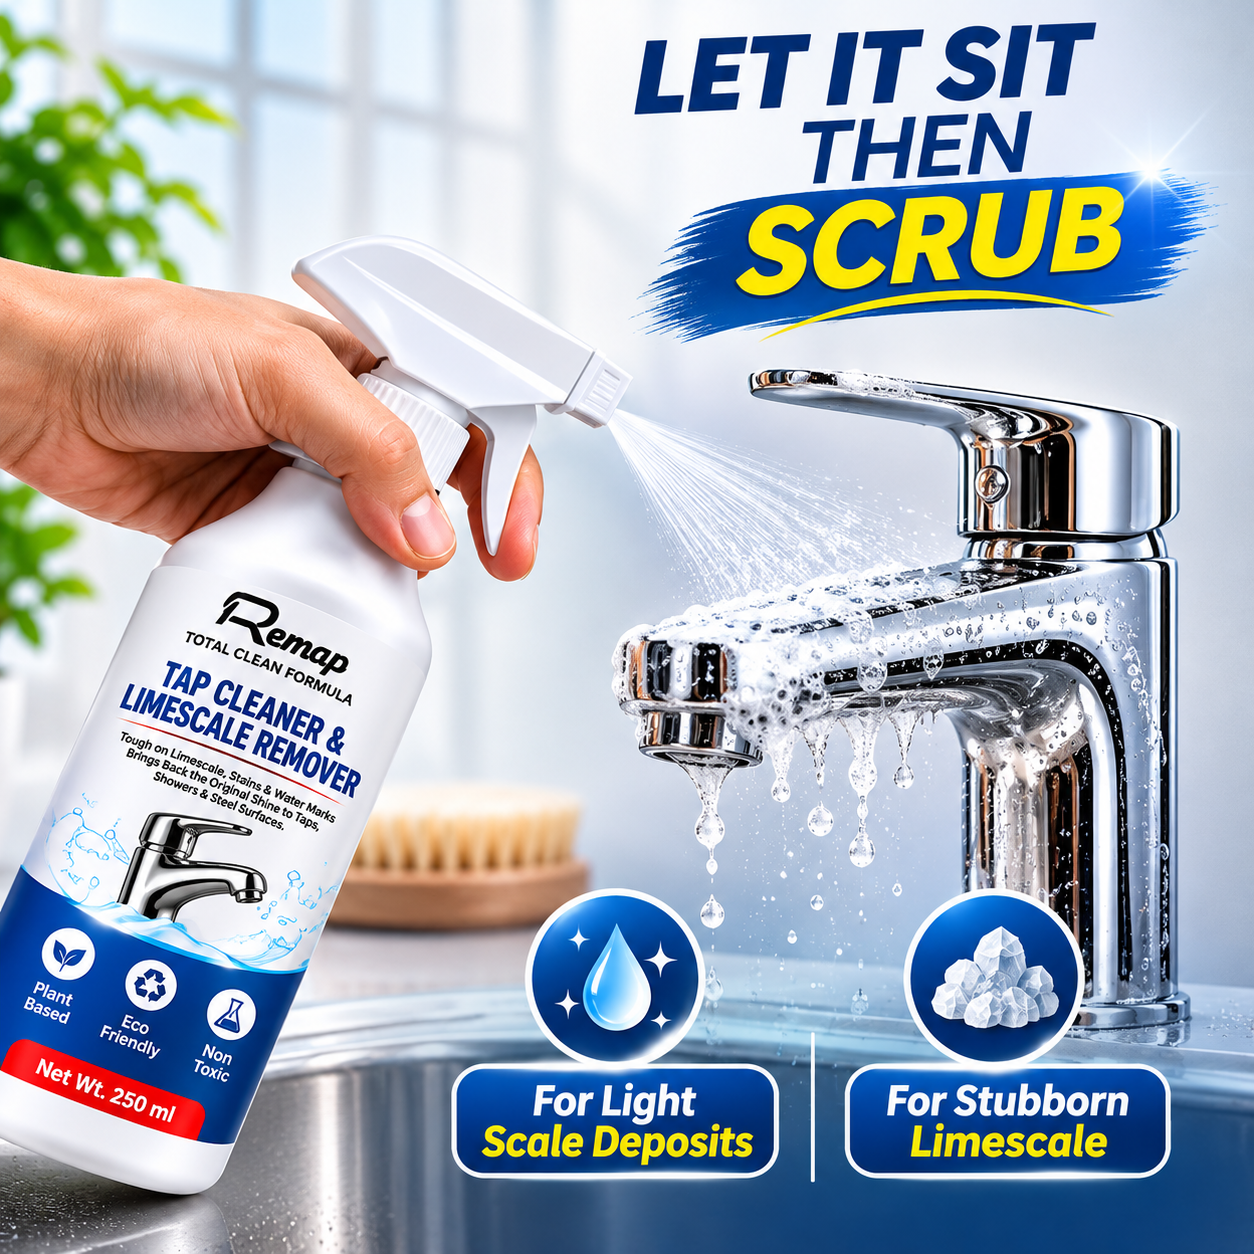 LET IT SIT
THEN
SCRUB
Remap
TOTAL CLEAN FORMULA
TAP CLEANER &
LIMESCALE REMOVER
Tough on Limescale, Stains & Water Marks
Brings Back the Original Shine to Taps,
Showers & Steel Surfaces.
Plant
Based
Eco
Friendly
Non
Toxic
Net Wt. 250 ml
For Light
Scale Deposits
For Stubborn
Limescale